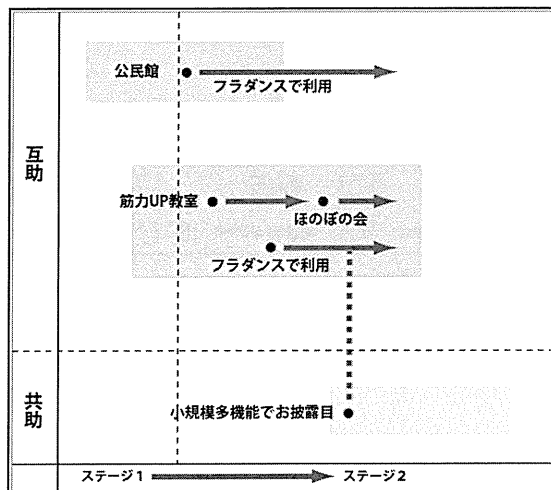 互助
公民館
フラダンスで利用
筋力UP教室
ほのぼの会
フラダンスで利用
共助
小規模多機能でお披露目
ステージ1
ステージ2